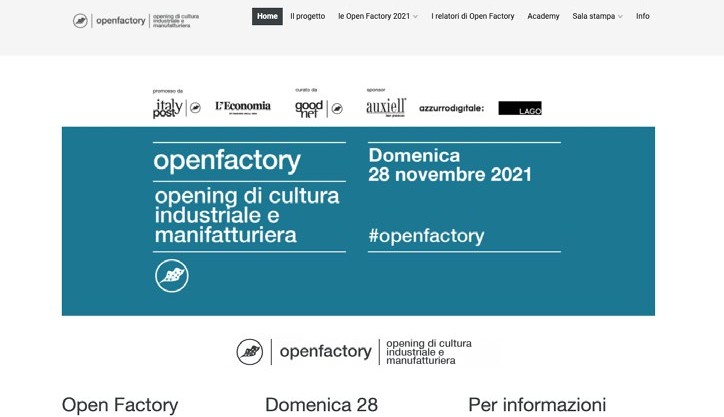 openfactory
opening di cultura
industriale e
manufatturiera
Home
Il progetto
le Open Factory 2021
I relatori di Open Factory
Academy
Sala stampa
Info
promosso da
curato da
sponsor
italy
post
L'Economia
good
net
auxiell
azzurrodigitale:
LAGO
openfactory
opening di cultura
industriale e
manifatturiera
Domenica
28 novembre 2021
#openfactory
openfactory
opening di cultura
industriale e
manufatturiera
Open Factory
Domenica 28
Per informazioni